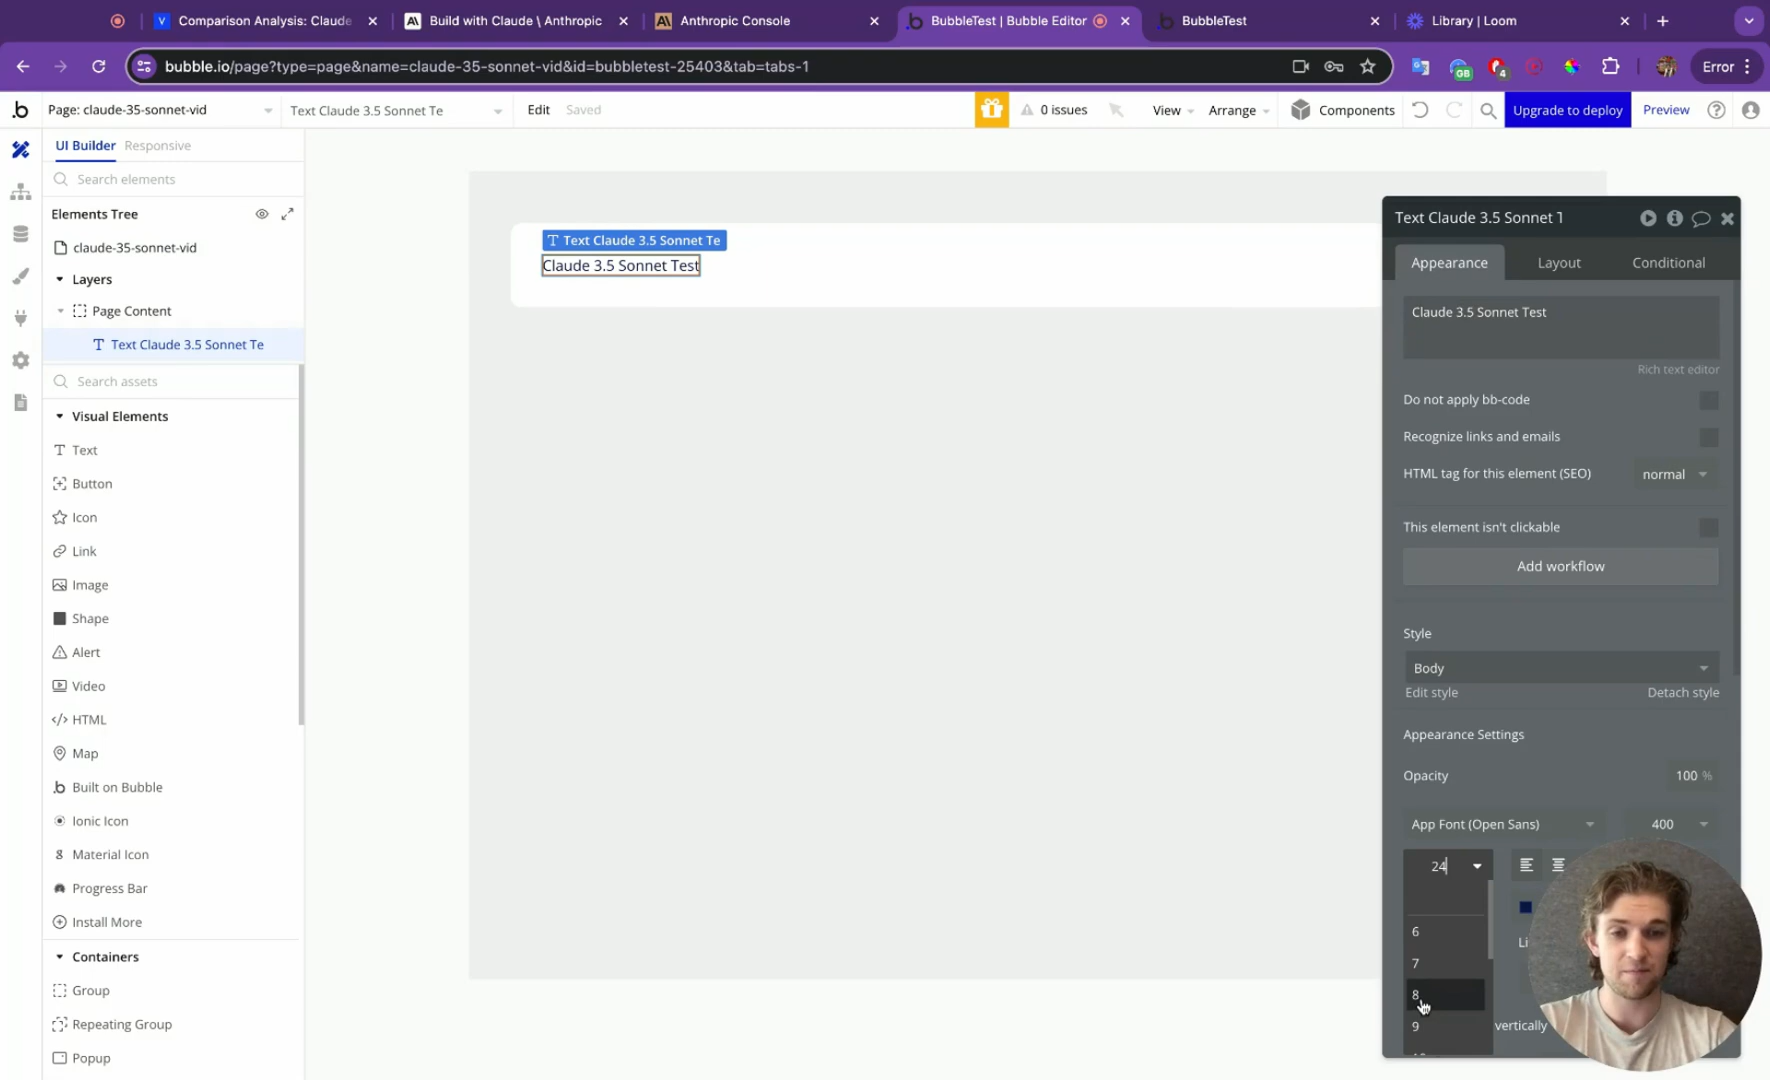 Comparison Analysis: Claude
Build with Claude \ Anthropic
Anthropic Console
BubbleTest | Bubble Editor
BubbleTest
Library | Loom
bubble.io/page?type=page&name=claude-35-sonnet-vid&id=bubbletest-25403&tab=tabs-1
GB
4
Error
Page: claude-35-sonnet-vid
Text Claude 3.5 Sonnet Te
Edit
Saved
0 issues
View
Arrange
Components
Upgrade to deploy
Preview
UI Builder
Responsive
Search elements
Elements Tree
claude-35-sonnet-vid
Layers
Page Content
Text Claude 3.5 Sonnet Te
Search assets
Visual Elements
Text
Button
Icon
Link
Image
Shape
Alert
Video
HTML
Map
Built on Bubble
Ionic Icon
Material Icon
Progress Bar
Install More
Containers
Group
Repeating Group
Popup
Text Claude 3.5 Sonnet Te
Claude 3.5 Sonnet Test
Text Claude 3.5 Sonnet T
Appearance
Layout
Conditional
Claude 3.5 Sonnet Test
Rich text editor
Do not apply bb-code
Recognize links and emails
HTML tag for this element (SEO)
normal
This element isn't clickable
Add workflow
Style
Body
Edit style
Detach style
Appearance Settings
Opacity
100 %
App Font (Open Sans)
400
24
6
7
8
9
vertically